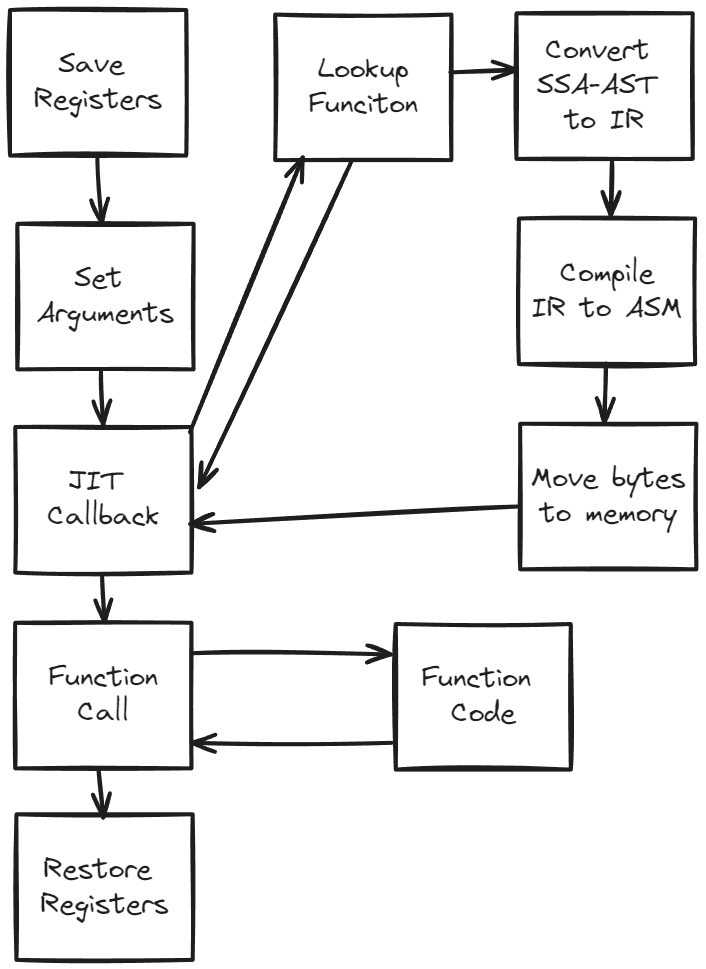 Save
Registers
Lookup
Funciton
Convert
SSA-AST
to IR
Set
Arguments
Compile
IR to ASM
JIT
Callback
Move bytes
to memory
Function
Call
Function
Code
Restore
Registers